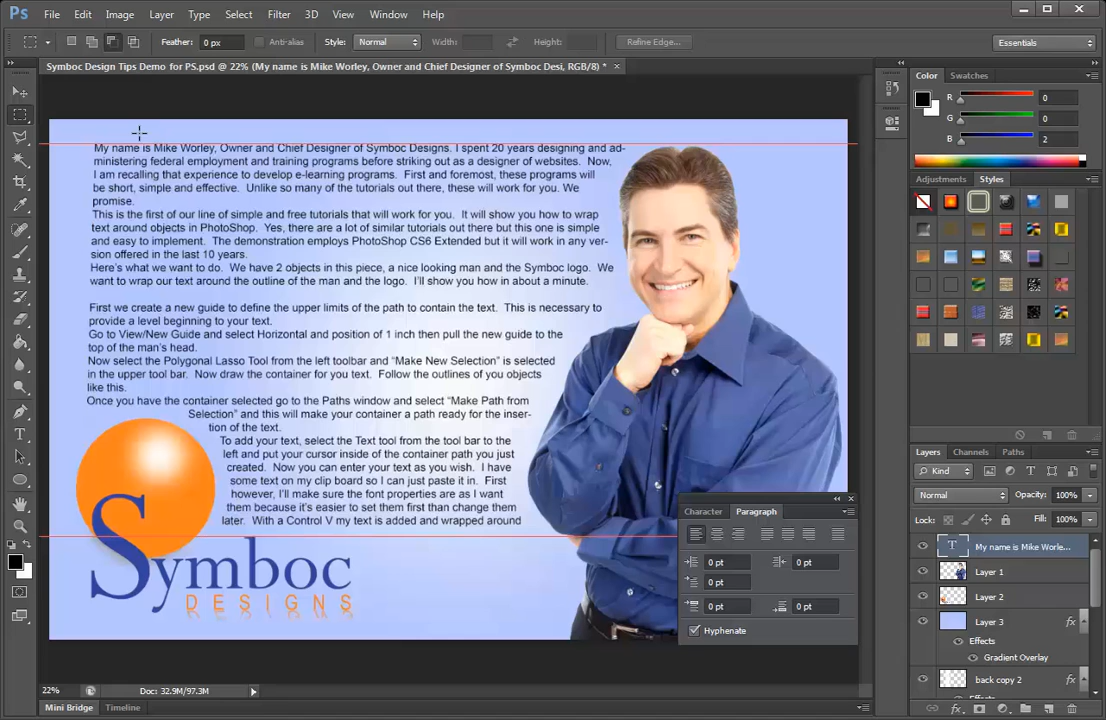 Ps File Edit Image Layer Type Select Filter 3D View Window Help
Feather: 0 px Anti-alias Style: Normal Width: Height: Refine Edge... Essentials
Symboc Design Tips Demo for PS.psd @ 22% (My name is Mike Worley, Owner and Chief Designer of Symboc Desi, RGB/8) *
My name is Mike Worley, Owner and Chief Designer of Symboc Designs. I spent 20 years designing and ad-
ministering federal employment and training programs before striking out as a designer of websites. Now,
I am recalling that experience to develop e-learning programs. First and foremost, these programs will
be short, simple and effective. Unlike so many of the tutorials out there, these will work for you. We
promise.
This is the first of our line of simple and free tutorials that will work for you. It will show you how to wrap
text around objects in PhotoShop. Yes, there are a lot of similar tutorials out there but this one is simple
and easy to implement. The demonstration employs PhotoShop CS6 Extended but it will work in any ver-
sion offered in the last 10 years.
Here's what we want to do. We have 2 objects in this piece, a nice looking man and the Symboc logo. We
want to wrap our text around the outline of the man and the logo. I'll show you how in about a minute.
First we create a new guide to define the upper limits of the path to contain the text. This is necessary to
provide a level beginning to your text.
Go to View/New Guide and select Horizontal and position of 1 inch then pull the new guide to the
top of the man's head.
Now select the Polygonal Lasso Tool from the left toolbar and "Make New Selection" is selected
in the upper tool bar. Now draw the container for you text. Follow the outlines of you objects
like this.
Once you have the container selected go to the Paths window and select "Make Path from
Selection" and this will make your container a path ready for the inser-
tion of the text.
To add your text, select the Text tool from the tool bar to the
left and put your cursor inside of the container path you just
created. Now you can enter your text as you wish. I have
some text on my clip board so I can just paste it in. First
however, I'll make sure the font properties are as I want
them because it's easier to set them first than change them
later. With a Control V my text is added and wrapped around
Symboc
DESIGNS
Character Paragraph
0 pt 0 pt
0 pt
0 pt 0 pt
Hyphenate
Color Swatches
R 0
G 0
B 2
Adjustments Styles
Layers Channels Paths
Kind
Normal Opacity: 100%
Lock: Fill: 100%
T My name is Mike Worle...
Layer 1
Layer 2
Layer 3 fx
Effects
Gradient Overlay
back copy 2 fx
Effects
22% Doc: 32.9M/97.3M
Mini Bridge Timeline